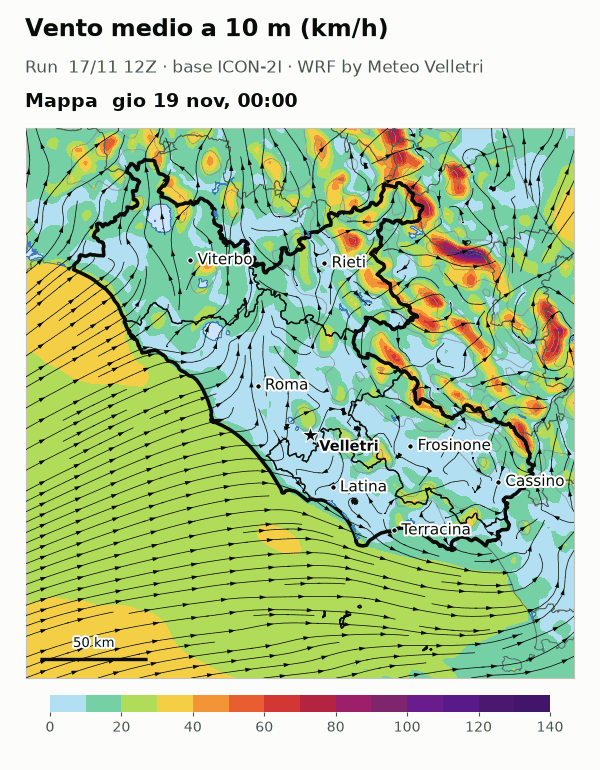 Vento medio a 10 m (km/h)
Run 17/11 12Z · base ICON-2I · WRF by Meteo Velletri
Mappa gio 19 nov, 00:00
Viterbo
Rieti
Roma
Velletri
Frosinone
Cassino
Latina
Terracina
50 km
0 20 40 60 80 100 120 140